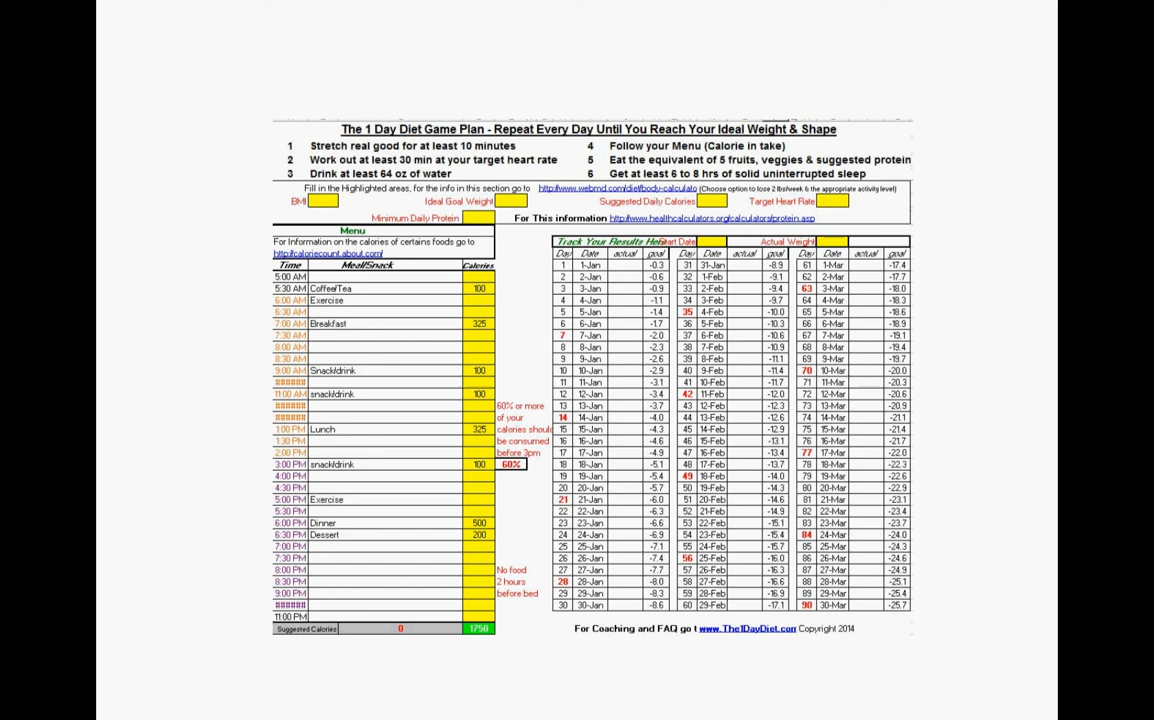 The 1 Day Diet Game Plan - Repeat Every Day Until You Reach Your Ideal Weight & Shape
1 Stretch real good for at least 10 minutes
2 Work out at least 30 min at your target heart rate
3 Drink at least 64 oz of water
4 Follow your Menu (Calorie in take)
5 Eat the equivalent of 5 fruits, veggies & suggested protein
6 Get at least 6 to 8 hrs of solid uninterrupted sleep
Fill in the Highlighted areas, for the info in this section go to http://www.webmd.com/diet/body-calculato (Choose option to lose 2 lbs/week & the appropriate activity level)
BMI Ideal Goal Weight Suggested Daily Calories Target Heart Rate
Minimum Daily Protein For This information http://www.healthcalculators.org/calculators/protein.asp
Menu
For Information on the calories of certains foods go to
http://caloriecount.about.com/
Time Meal/Snack Calories
5:00 AM
5:30 AM Coffee/Tea 100
6:00 AM Exercise
6:30 AM
7:00 AM Breakfast 325
7:30 AM
8:00 AM
8:30 AM
9:00 AM Snack/drink 100
######
11:00 AM snack/drink 100
######
######
1:00 PM Lunch 325
1:30 PM
2:00 PM
3:00 PM snack/drink 100
4:00 PM
4:30 PM
5:00 PM Exercise
5:30 PM
6:00 PM Dinner 500
6:30 PM Dessert 200
7:00 PM
7:30 PM
8:00 PM
8:30 PM
9:00 PM
######
11:00 PM
Suggested Calories 0 1750
60% or more
of your
calories shoul
be consumed
before 3pm
60%
No food
2 hours
before bed
Track Your Results Here Start Date Actual Weight
Day Date actual goal Day Date actual goal Day Date actual goal
1 1-Jan -0.3 31 31-Jan -8.9 61 1-Mar -17.4
2 2-Jan -0.6 32 1-Feb -9.1 62 2-Mar -17.7
3 3-Jan -0.9 33 2-Feb -9.4 63 3-Mar -18.0
4 4-Jan -1.1 34 3-Feb -9.7 64 4-Mar -18.3
5 5-Jan -1.4 35 4-Feb -10.0 65 5-Mar -18.6
6 6-Jan -1.7 36 5-Feb -10.3 66 6-Mar -18.9
7 7-Jan -2.0 37 6-Feb -10.6 67 7-Mar -19.1
8 8-Jan -2.3 38 7-Feb -10.9 68 8-Mar -19.4
9 9-Jan -2.6 39 8-Feb -11.1 69 9-Mar -19.7
10 10-Jan -2.9 40 9-Feb -11.4 70 10-Mar -20.0
11 11-Jan -3.1 41 10-Feb -11.7 71 11-Mar -20.3
12 12-Jan -3.4 42 11-Feb -12.0 72 12-Mar -20.6
13 13-Jan -3.7 43 12-Feb -12.3 73 13-Mar -20.9
14 14-Jan -4.0 44 13-Feb -12.6 74 14-Mar -21.1
15 15-Jan -4.3 45 14-Feb -12.9 75 15-Mar -21.4
16 16-Jan -4.6 46 15-Feb -13.1 76 16-Mar -21.7
17 17-Jan -4.9 47 16-Feb -13.4 77 17-Mar -22.0
18 18-Jan -5.1 48 17-Feb -13.7 78 18-Mar -22.3
19 19-Jan -5.4 49 18-Feb -14.0 79 19-Mar -22.6
20 20-Jan -5.7 50 19-Feb -14.3 80 20-Mar -22.9
21 21-Jan -6.0 51 20-Feb -14.6 81 21-Mar -23.1
22 22-Jan -6.3 52 21-Feb -14.9 82 22-Mar -23.4
23 23-Jan -6.6 53 22-Feb -15.1 83 23-Mar -23.7
24 24-Jan -6.9 54 23-Feb -15.4 84 24-Mar -24.0
25 25-Jan -7.1 55 24-Feb -15.7 85 25-Mar -24.3
26 26-Jan -7.4 56 25-Feb -16.0 86 26-Mar -24.6
27 27-Jan -7.7 57 26-Feb -16.3 87 27-Mar -24.9
28 28-Jan -8.0 58 27-Feb -16.6 88 28-Mar -25.1
29 29-Jan -8.3 59 28-Feb -16.9 89 29-Mar -25.4
30 30-Jan -8.6 60 29-Feb -17.1 90 30-Mar -25.7
For Coaching and FAQ go t www.The1DayDiet.com Copyright 2014